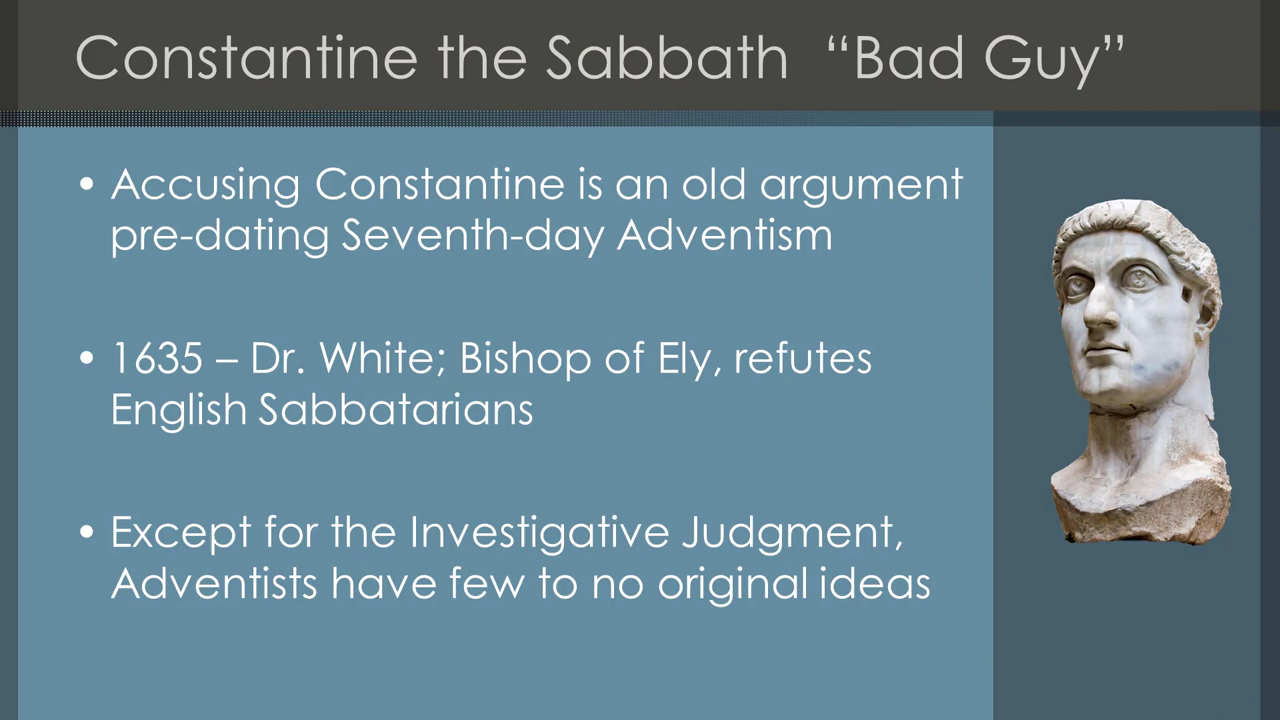 Constantine the Sabbath “Bad Guy”
• Accusing Constantine is an old argument
pre-dating Seventh-day Adventism
• 1635 – Dr. White; Bishop of Ely, refutes
English Sabbatarians
• Except for the Investigative Judgment,
Adventists have few to no original ideas